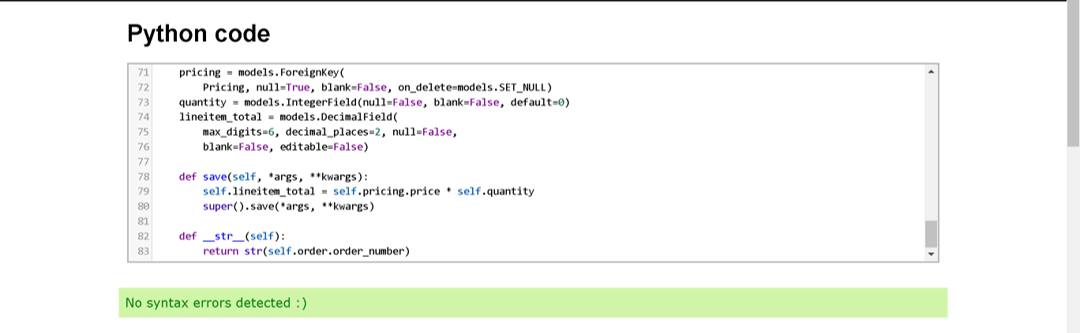 Python code
71 pricing = models.ForeignKey(
72 Pricing, null=True, blank=False, on_delete=models.SET_NULL)
73 quantity = models.IntegerField(null=False, blank=False, default=0)
74 lineitem_total = models.DecimalField(
75 max_digits=6, decimal_places=2, null=False,
76 blank=False, editable=False)
77
78 def save(self, *args, **kwargs):
79 self.lineitem_total = self.pricing.price * self.quantity
80 super().save(*args, **kwargs)
81
82 def __str__(self):
83 return str(self.order.order_number)
No syntax errors detected :)